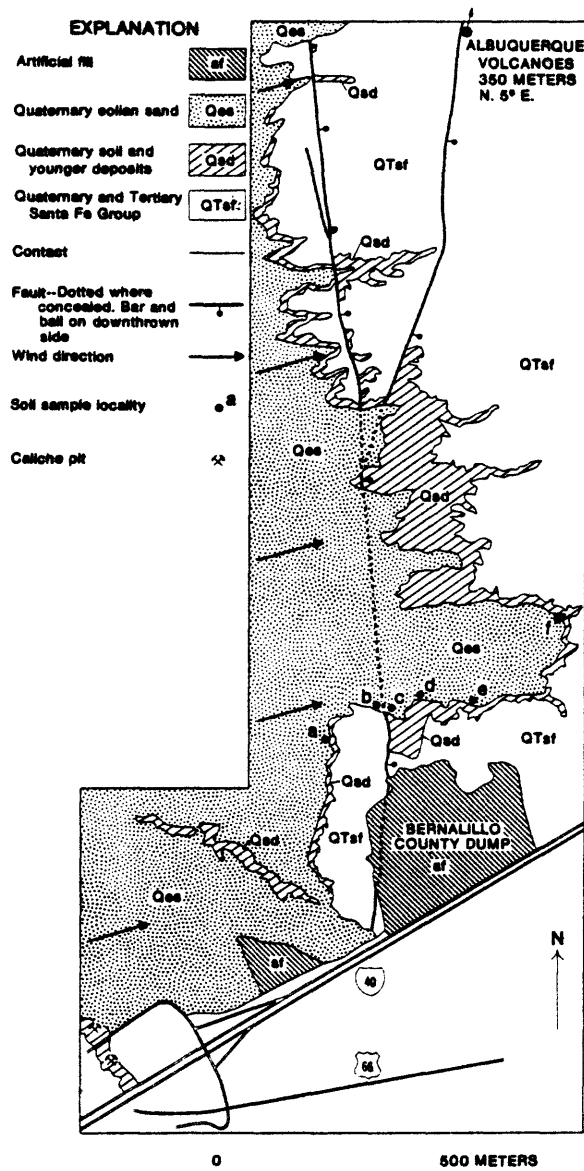 EXPLANATION
Artificial fill
af
Quaternary eolian sand
Qes
Quaternary soil and
younger deposits
Qsd
Quaternary and Tertiary
Santa Fe Group
QTsf
Contact
Fault--Dotted where
concealed. Bar and
ball on downthrown
side
Wind direction
Soil sample locality
a
Caliche pit
Qes
ALBUQUERQUE
VOLCANOES
350 METERS
N. 5° E.
Qsd
QTsf
Qsd
QTsf
Qes
Qsd
f
Qes
b
c
d
e
a
Qsd
QTsf
Qsd
QTsf
Qsd
BERNALILLO
COUNTY DUMP
af
Qes
af
N
40
66
0
500 METERS